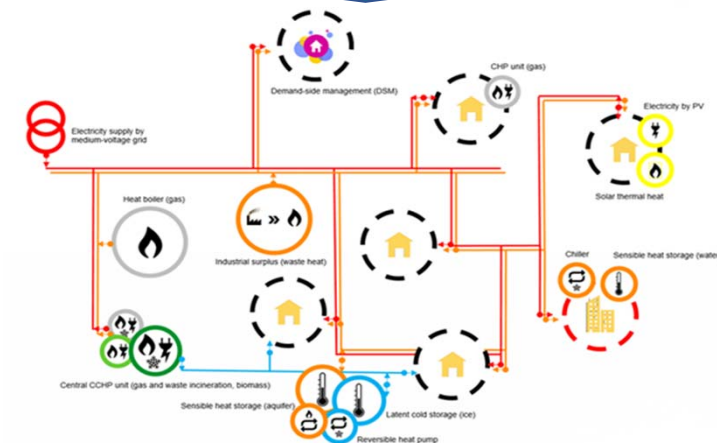 Demand-side management (DSM)
CHP unit (gas)
Electricity by PV
Electricity supply by
medium-voltage grid
Solar thermal heat
Heat boiler (gas)
Industrial surplus (waste heat)
Chiller
Sensible heat storage (water
Central CCHP unit (gas and waste incineration, biomass)
Sensible heat storage (aquifer)
Latent cold storage (ice)
Reversible heat pump